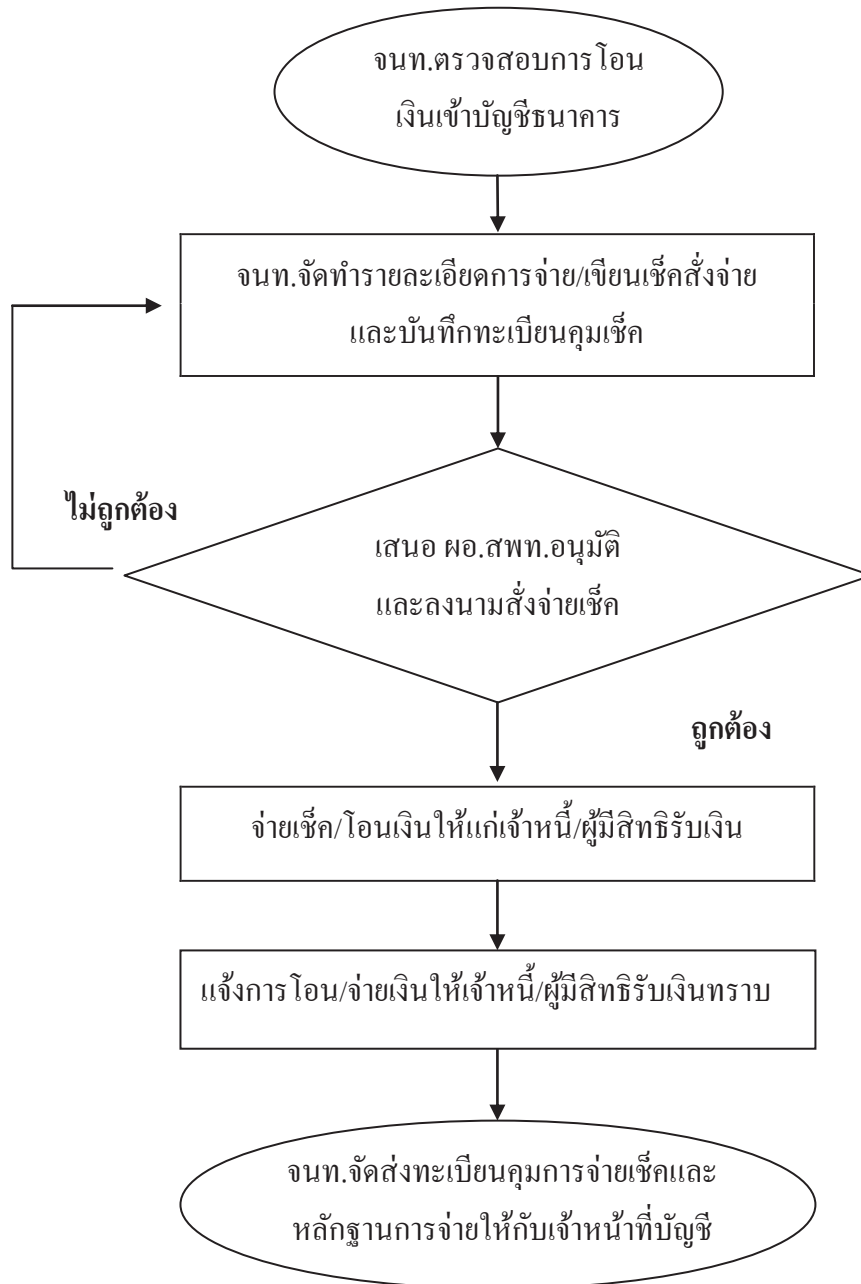 จนท.ตรวจสอบการโอน
เงินเข้าบัญชีธนาคาร
จนท.จัดทำรายละเอียดการจ่าย/เขียนเช็คสั่งจ่าย
และบันทึกทะเบียนคุมเช็ค
ไม่ถูกต้อง
เสนอ ผอ.สพท.อนุมัติ
และลงนามสั่งจ่ายเช็ค
ถูกต้อง
จ่ายเช็ค/โอนเงินให้แก่เจ้าหนี้/ผู้มีสิทธิรับเงิน
แจ้งการโอน/จ่ายเงินให้เจ้าหนี้/ผู้มีสิทธิรับเงินทราบ
จนท.จัดส่งทะเบียนคุมการจ่ายเช็คและ
หลักฐานการจ่ายให้กับเจ้าหน้าที่บัญชี